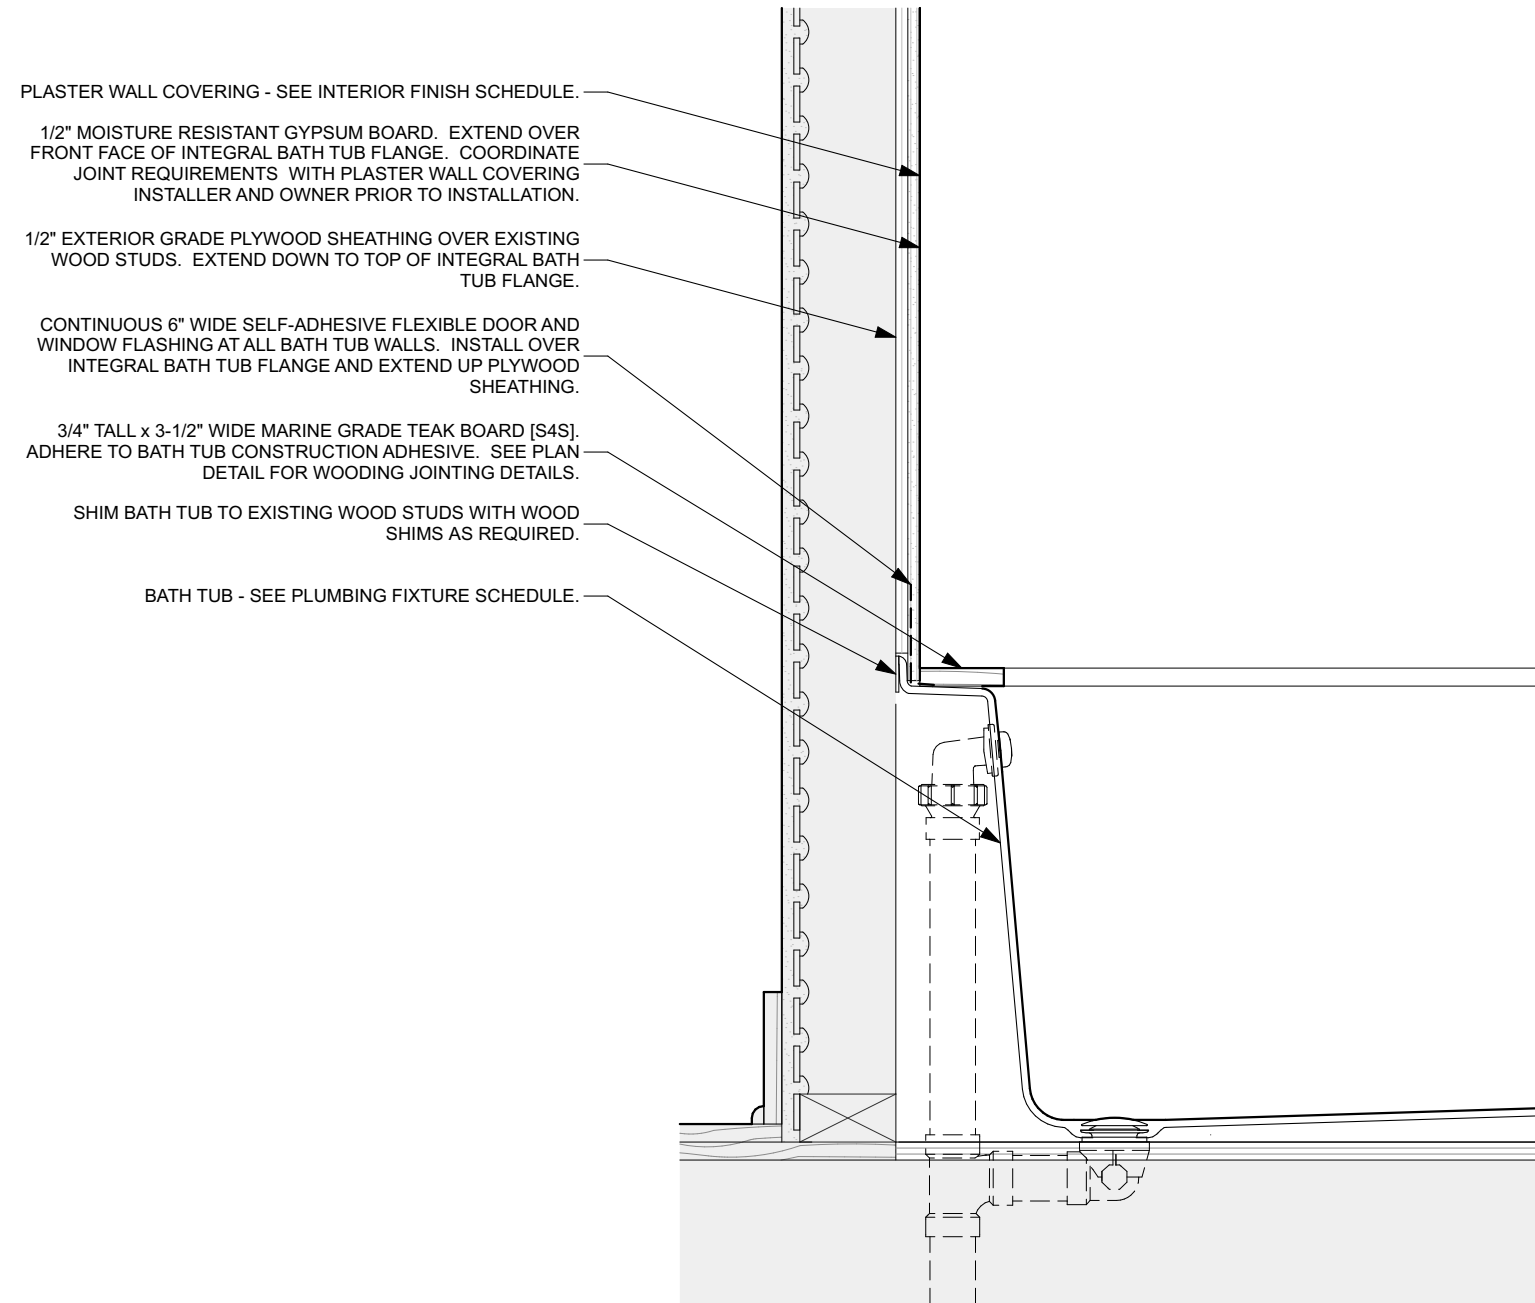 PLASTER WALL COVERING - SEE INTERIOR FINISH SCHEDULE.
1/2" MOISTURE RESISTANT GYPSUM BOARD.  EXTEND OVER
FRONT FACE OF INTEGRAL BATH TUB FLANGE.  COORDINATE
JOINT REQUIREMENTS  WITH PLASTER WALL COVERING
INSTALLER AND OWNER PRIOR TO INSTALLATION.
1/2" EXTERIOR GRADE PLYWOOD SHEATHING OVER EXISTING
WOOD STUDS.  EXTEND DOWN TO TOP OF INTEGRAL BATH
TUB FLANGE.
CONTINUOUS 6" WIDE SELF-ADHESIVE FLEXIBLE DOOR AND
WINDOW FLASHING AT ALL BATH TUB WALLS.  INSTALL OVER
INTEGRAL BATH TUB FLANGE AND EXTEND UP PLYWOOD
SHEATHING.
3/4" TALL x 3-1/2" WIDE MARINE GRADE TEAK BOARD [S4S].
ADHERE TO BATH TUB CONSTRUCTION ADHESIVE.  SEE PLAN
DETAIL FOR WOODING JOINTING DETAILS.
SHIM BATH TUB TO EXISTING WOOD STUDS WITH WOOD
SHIMS AS REQUIRED.
BATH TUB - SEE PLUMBING FIXTURE SCHEDULE.